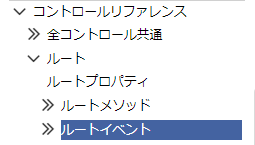 コントロールリファレンス
全コントロール共通
ルート
ルートプロパティ
ルートメソッド
ルートイベント